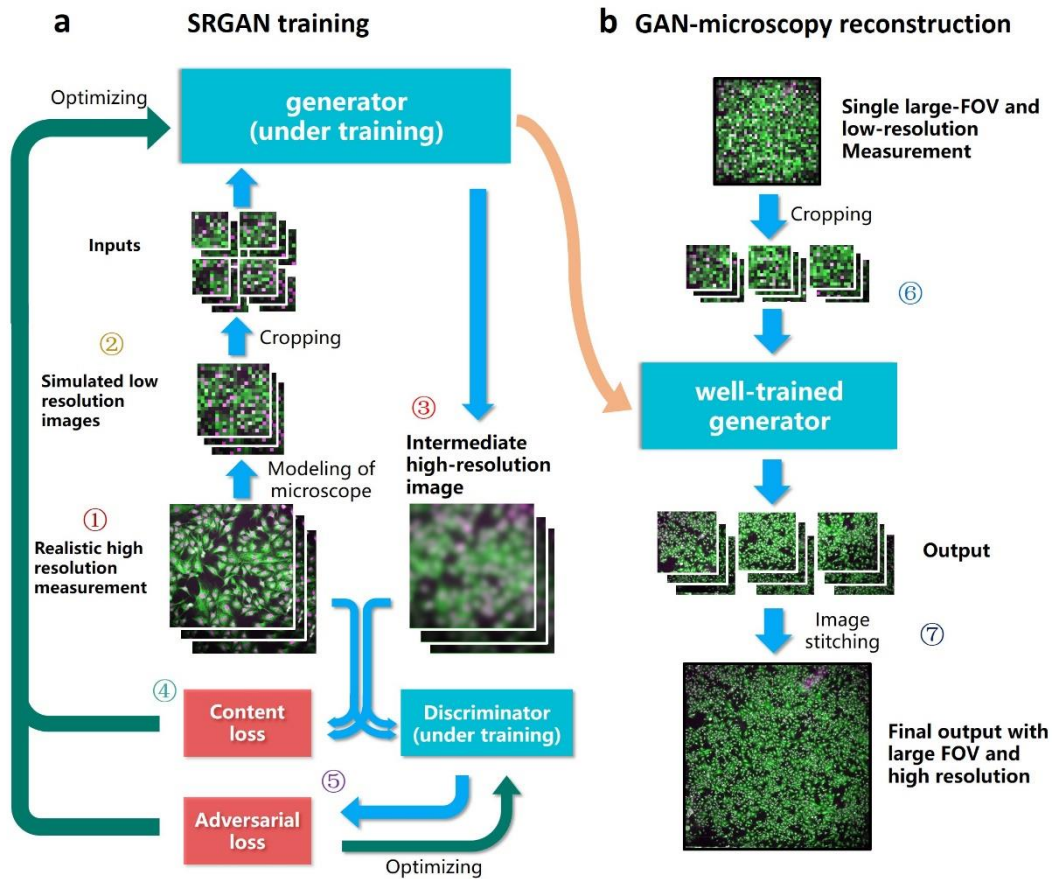 a SRGAN training
Optimizing
generator
(under training)
Inputs
Cropping
②
Simulated low
resolution
images
③
Intermediate
high-resolution
image
Modeling of
microscope
①
Realistic high
resolution
measurement
④
Content
loss
Discriminator
(under training)
⑤
Adversarial
loss
Optimizing
b GAN-microscopy reconstruction
Single large-FOV and
low-resolution
Measurement
Cropping
⑥
well-trained
generator
Output
Image
stitching
⑦
Final output with
large FOV and
high resolution